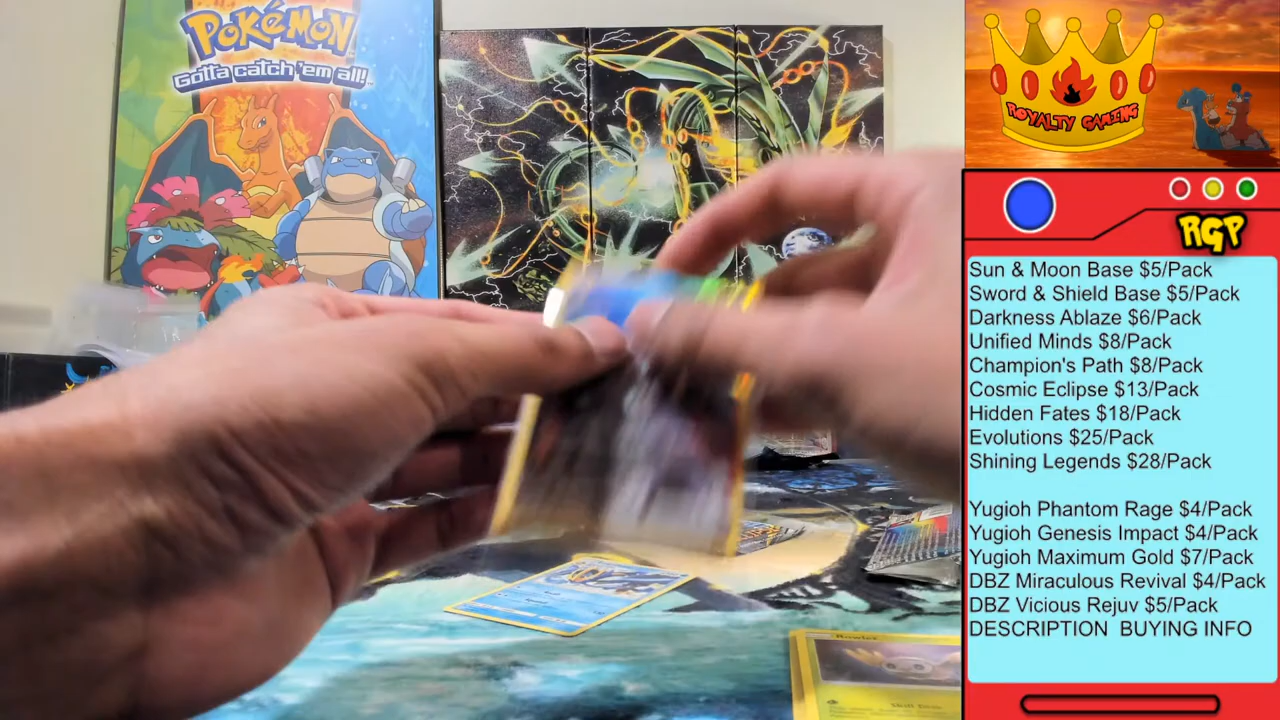 POKéMON
Gotta catch 'em all!
ROYALTY GAMING
RGP
Sun & Moon Base $5/Pack
Sword & Shield Base $5/Pack
Darkness Ablaze $6/Pack
Unified Minds $8/Pack
Champion's Path $8/Pack
Cosmic Eclipse $13/Pack
Hidden Fates $18/Pack
Evolutions $25/Pack
Shining Legends $28/Pack
Yugioh Phantom Rage $4/Pack
Yugioh Genesis Impact $4/Pack
Yugioh Maximum Gold $7/Pack
DBZ Miraculous Revival $4/Pack
DBZ Vicious Rejuv $5/Pack
DESCRIPTION BUYING INFO
Rowlet